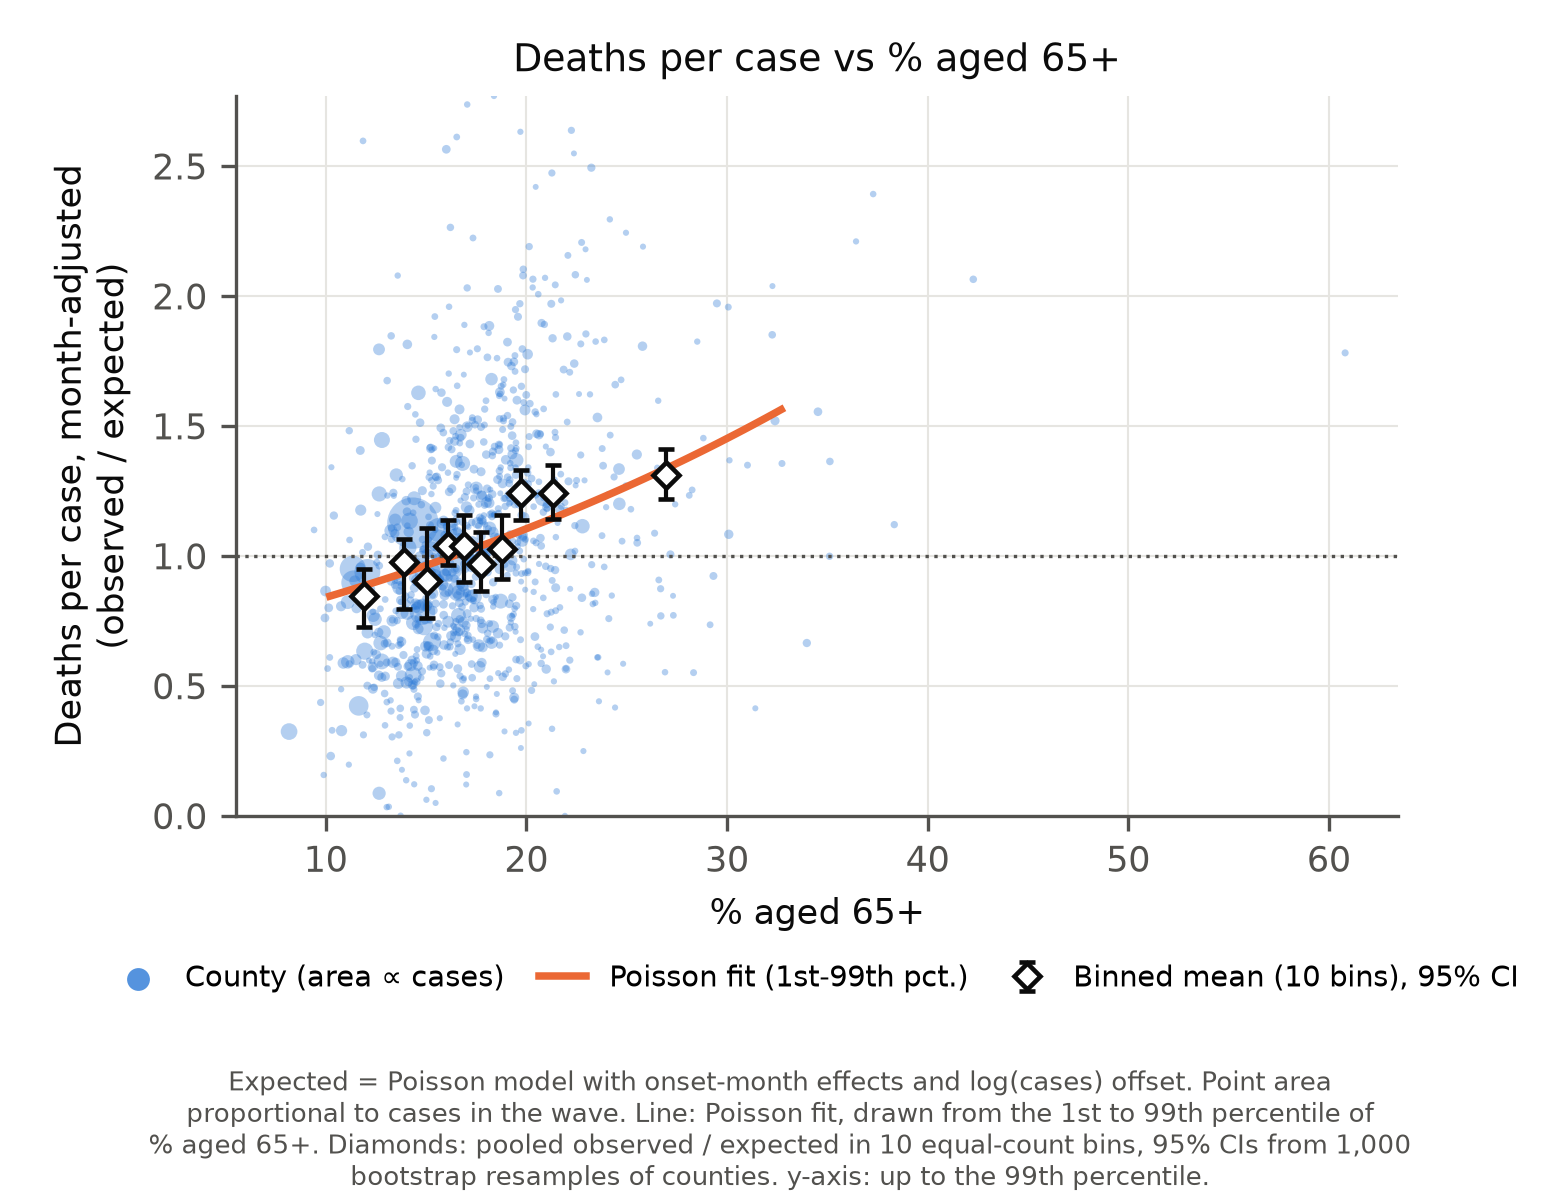 Deaths per case vs % aged 65+
Deaths per case, month-adjusted
(observed / expected)
2.5
2.0
1.5
1.0
0.5
0.0
10 20 30 40 50 60
% aged 65+
County (area ∝ cases) Poisson fit (1st-99th pct.) Binned mean (10 bins), 95% CI
Expected = Poisson model with onset-month effects and log(cases) offset. Point area
proportional to cases in the wave. Line: Poisson fit, drawn from the 1st to 99th percentile of
% aged 65+. Diamonds: pooled observed / expected in 10 equal-count bins, 95% CIs from 1,000
bootstrap resamples of counties. y-axis: up to the 99th percentile.